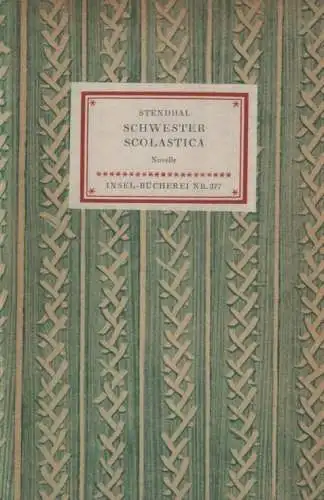 STENDHAL
SCHWESTER
SCOLASTICA
Novelle
INSEL-BÜCHEREI NR. 377